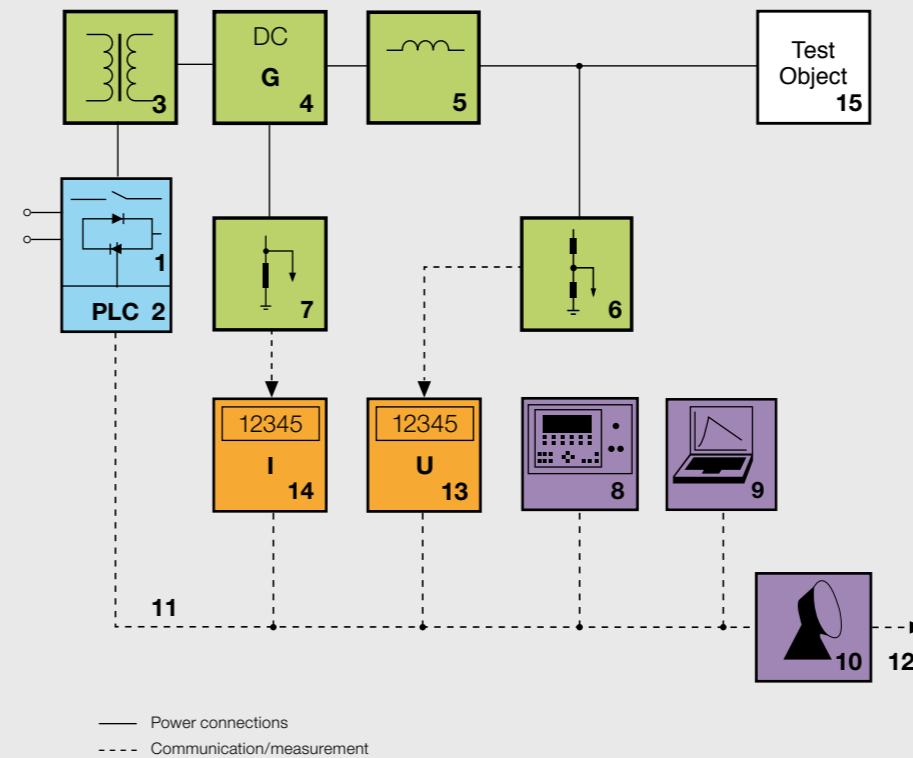 DC
G
3
4
5
Test
Object
15
1
PLC 2
7
6
12345
I
14
12345
U
13
8
9
11
10
12
Power connections
Communication/measurement